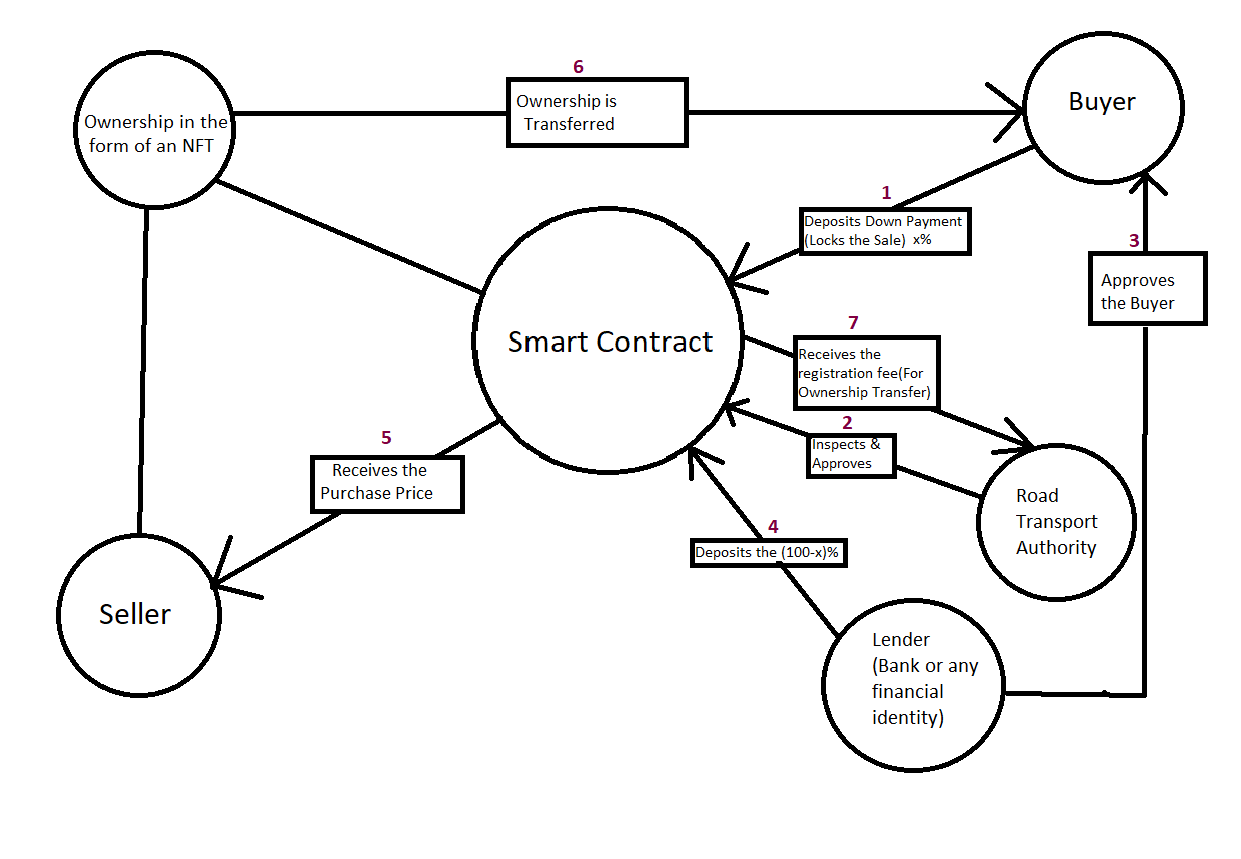 6
Ownership is
Transferred
Buyer
Ownership in the
form of an NFT
1
Deposits Down Payment
(Locks the Sale) x%
3
Approves
the Buyer
Smart Contract
7
Receives the
registration fee(For
Ownership Transfer)
2
Inspects &
Approves
5
Receives the
Purchase Price
Road
Transport
Authority
4
Deposits the (100-x)%
Seller
Lender
(Bank or any
financial
identity)